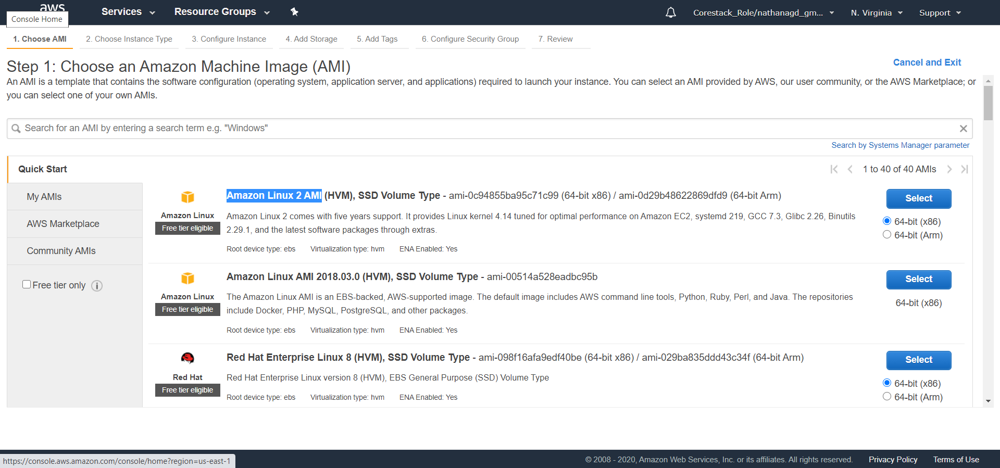 aws
Services
Resource Groups
Corestack_Role/nathanagd_gm...
N. Virginia
Support
Console Home
1. Choose AMI
2. Choose Instance Type
3. Configure Instance
4. Add Storage
5. Add Tags
6. Configure Security Group
7. Review
Step 1: Choose an Amazon Machine Image (AMI)
Cancel and Exit
An AMI is a template that contains the software configuration (operating system, application server, and applications) required to launch your instance. You can select an AMI provided by AWS, our user community, or the AWS Marketplace; or
you can select one of your own AMIs.
Search for an AMI by entering a search term e.g. "Windows"
Search by Systems Manager parameter
Quick Start
1 to 40 of 40 AMIs
My AMIs
AWS Marketplace
Community AMIs
Free tier only
Amazon Linux
Free tier eligible
Amazon Linux 2 AMI (HVM), SSD Volume Type - ami-0c94855ba95c71c99 (64-bit x86) / ami-0d29b48622869dfd9 (64-bit Arm)
Amazon Linux 2 comes with five years support. It provides Linux kernel 4.14 tuned for optimal performance on Amazon EC2, systemd 219, GCC 7.3, Glibc 2.26, Binutils
2.29.1, and the latest software packages through extras.
Root device type: ebs Virtualization type: hvm ENA Enabled: Yes
Select
64-bit (x86)
64-bit (Arm)
Amazon Linux
Free tier eligible
Amazon Linux AMI 2018.03.0 (HVM), SSD Volume Type - ami-00514a528eadbc95b
The Amazon Linux AMI is an EBS-backed, AWS-supported image. The default image includes AWS command line tools, Python, Ruby, Perl, and Java. The repositories
include Docker, PHP, MySQL, PostgreSQL, and other packages.
Root device type: ebs Virtualization type: hvm ENA Enabled: Yes
Select
64-bit (x86)
Red Hat
Free tier eligible
Red Hat Enterprise Linux 8 (HVM), SSD Volume Type - ami-098f16afa9edf40be (64-bit x86) / ami-029ba835ddd43c34f (64-bit Arm)
Red Hat Enterprise Linux version 8 (HVM), EBS General Purpose (SSD) Volume Type
Root device type: ebs Virtualization type: hvm ENA Enabled: Yes
Select
64-bit (x86)
64-bit (Arm)
https://console.aws.amazon.com/console/home?region=us-east-1
© 2008 - 2020, Amazon Web Services, Inc. or its affiliates. All rights reserved.
Privacy Policy
Terms of Use